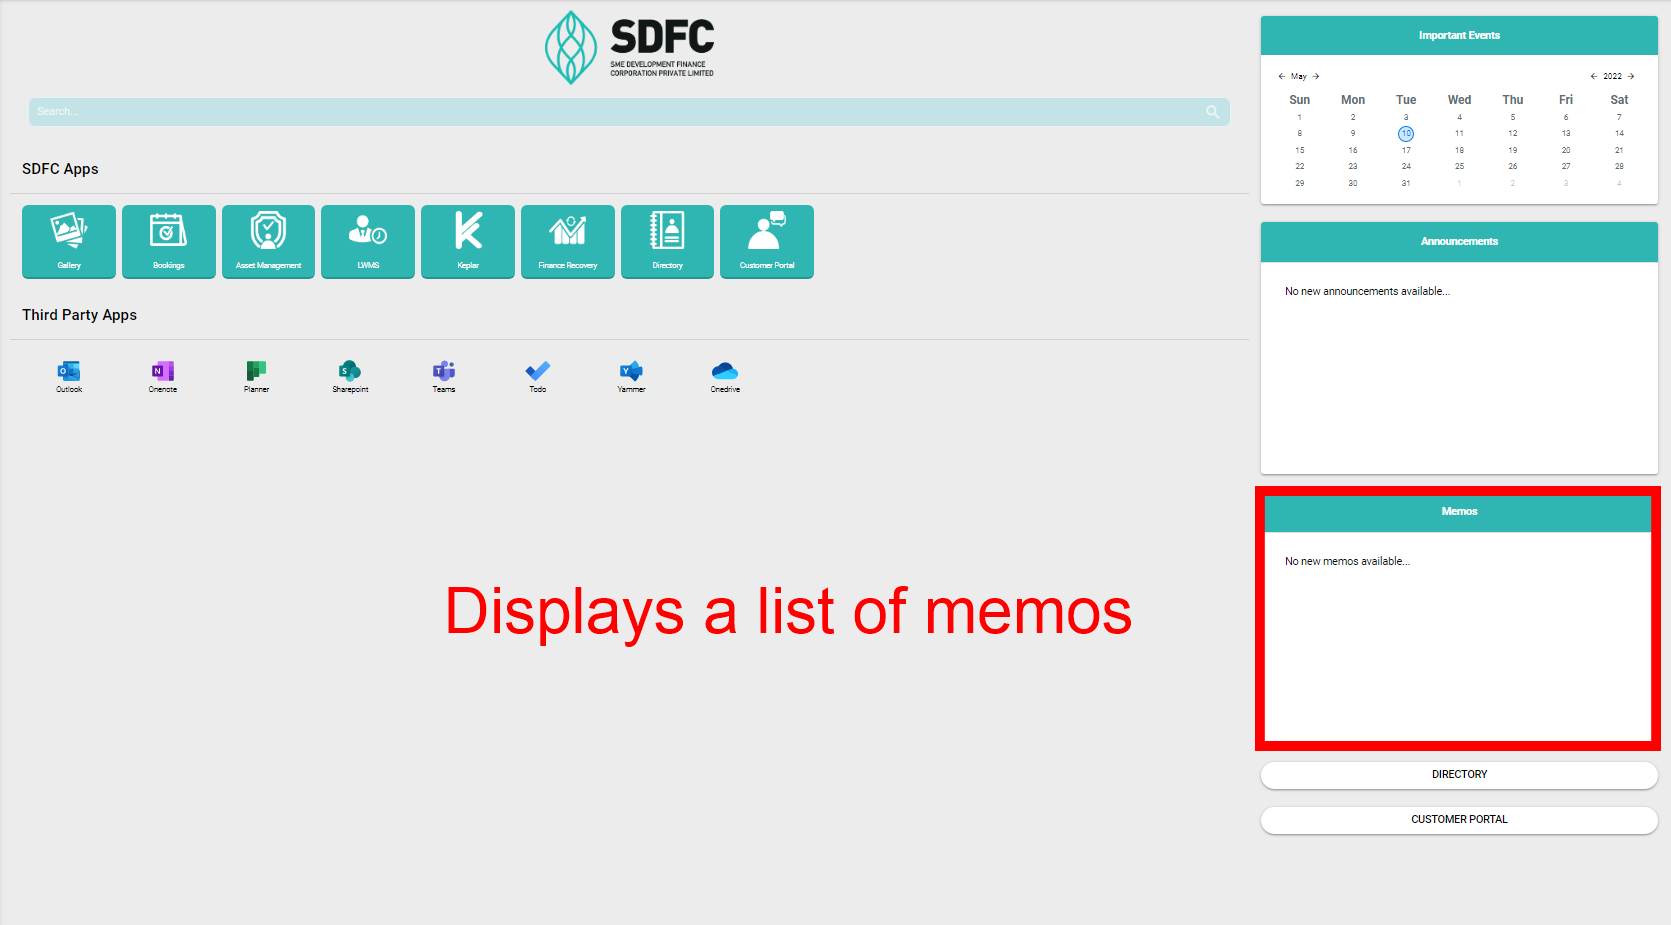 SDFC
SME DEVELOPMENT FINANCE
CORPORATION PRIVATE LIMITED
Search...
SDFC Apps
Gallery
Bookings
Asset Management
LWMS
Keplar
Finance Recovery
Directory
Customer Portal
Third Party Apps
Outlook
Onenote
Planner
Sharepoint
Teams
Todo
Yammer
Onedrive
Displays a list of memos
Important Events
← May → ← 2022 →
Sun Mon Tue Wed Thu Fri Sat
1 2 3 4 5 6 7
8 9 10 11 12 13 14
15 16 17 18 19 20 21
22 23 24 25 26 27 28
29 30 31 1 2 3 4
Announcements
No new announcements available...
Memos
No new memos available...
DIRECTORY
CUSTOMER PORTAL